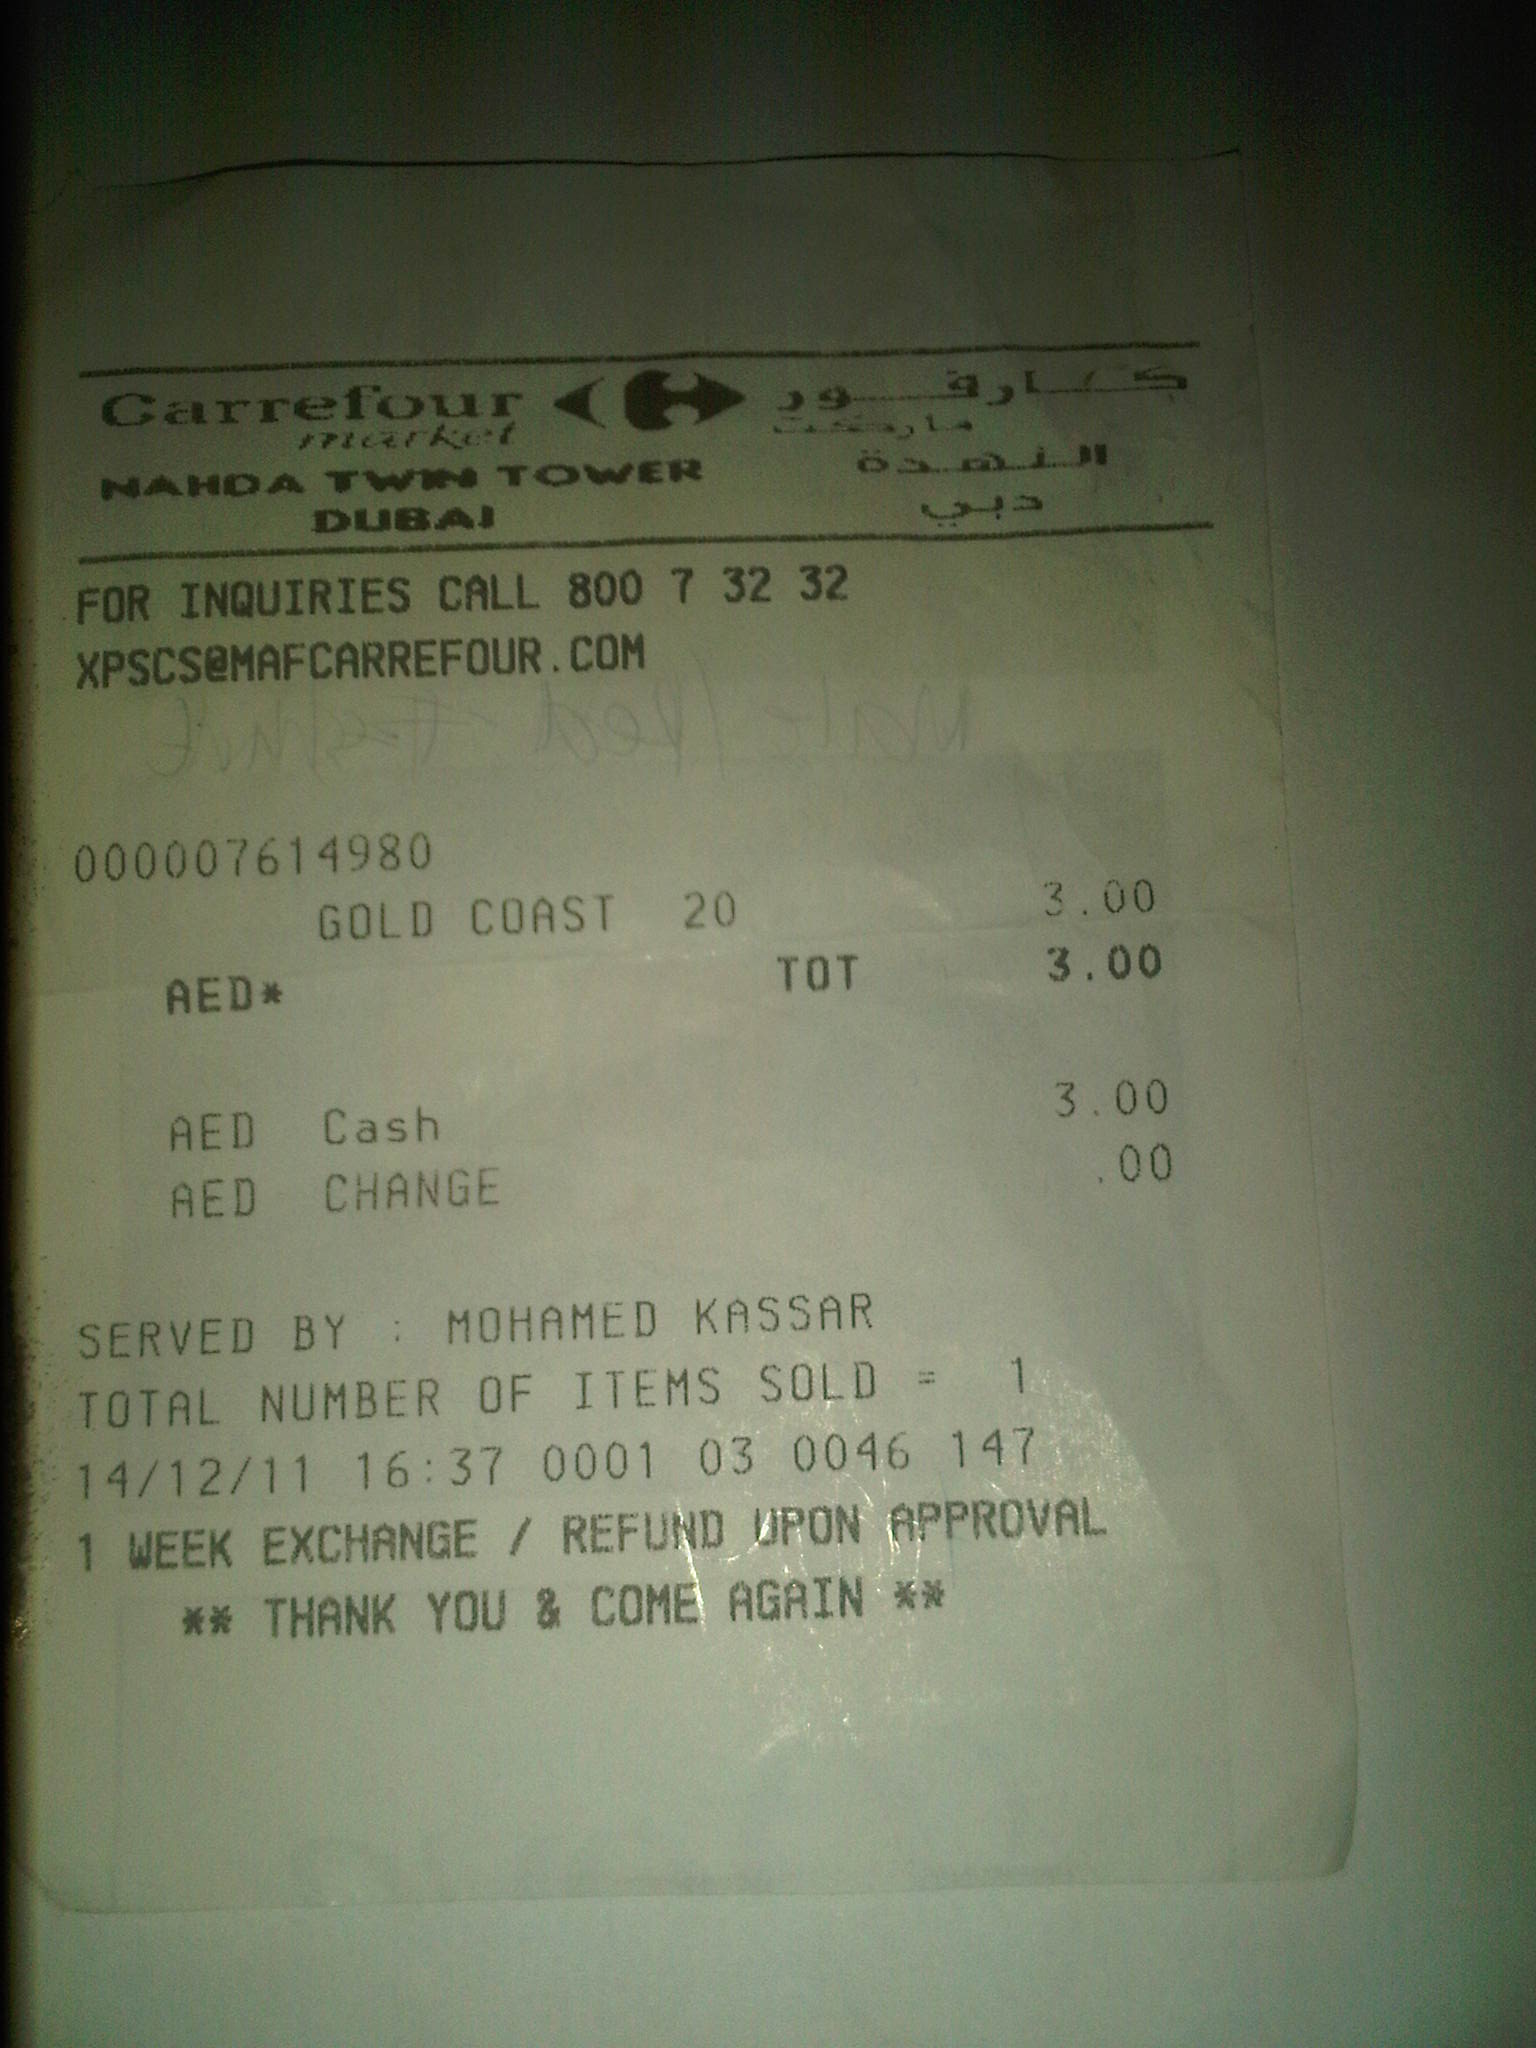 Carrefour كارفور
market ماركت
NAHDA TWIN TOWER النهدة
DUBAI دبي
FOR INQUIRIES CALL 800 7 32 32
XPSCS@MAFCARREFOUR.COM
000007614980
GOLD COAST 20 3.00
AED* TOT 3.00
AED Cash 3.00
AED CHANGE .00
SERVED BY : MOHAMED KASSAR
TOTAL NUMBER OF ITEMS SOLD = 1
14/12/11 16:37 0001 03 0046 147
1 WEEK EXCHANGE / REFUND UPON APPROVAL
** THANK YOU & COME AGAIN **